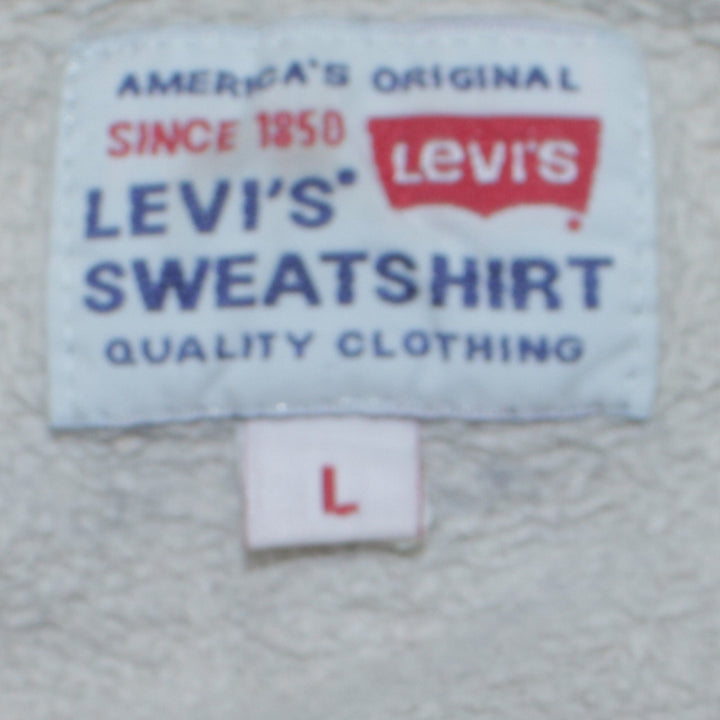 AMERICA'S ORIGINAL
SINCE 1850
LEVI'S
LEVI'S
SWEATSHIRT
QUALITY CLOTHING
L